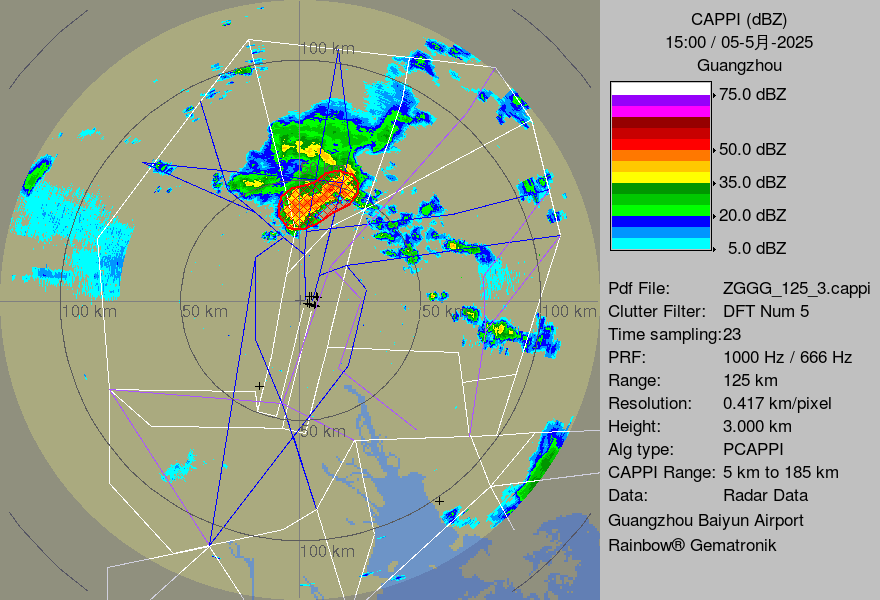 CAPPI (dBZ)
15:00 / 05-5月-2025
Guangzhou
75.0 dBZ
50.0 dBZ
35.0 dBZ
20.0 dBZ
5.0 dBZ
Pdf File: ZGGG_125_3.cappi
Clutter Filter: DFT Num 5
Time sampling:23
PRF: 1000 Hz / 666 Hz
Range: 125 km
Resolution: 0.417 km/pixel
Height: 3.000 km
Alg type: PCAPPI
CAPPI Range: 5 km to 185 km
Data: Radar Data
Guangzhou Baiyun Airport
Rainbow® Gematronik
100 km
100 km
50 km
50 km
100 km
50 km
100 km